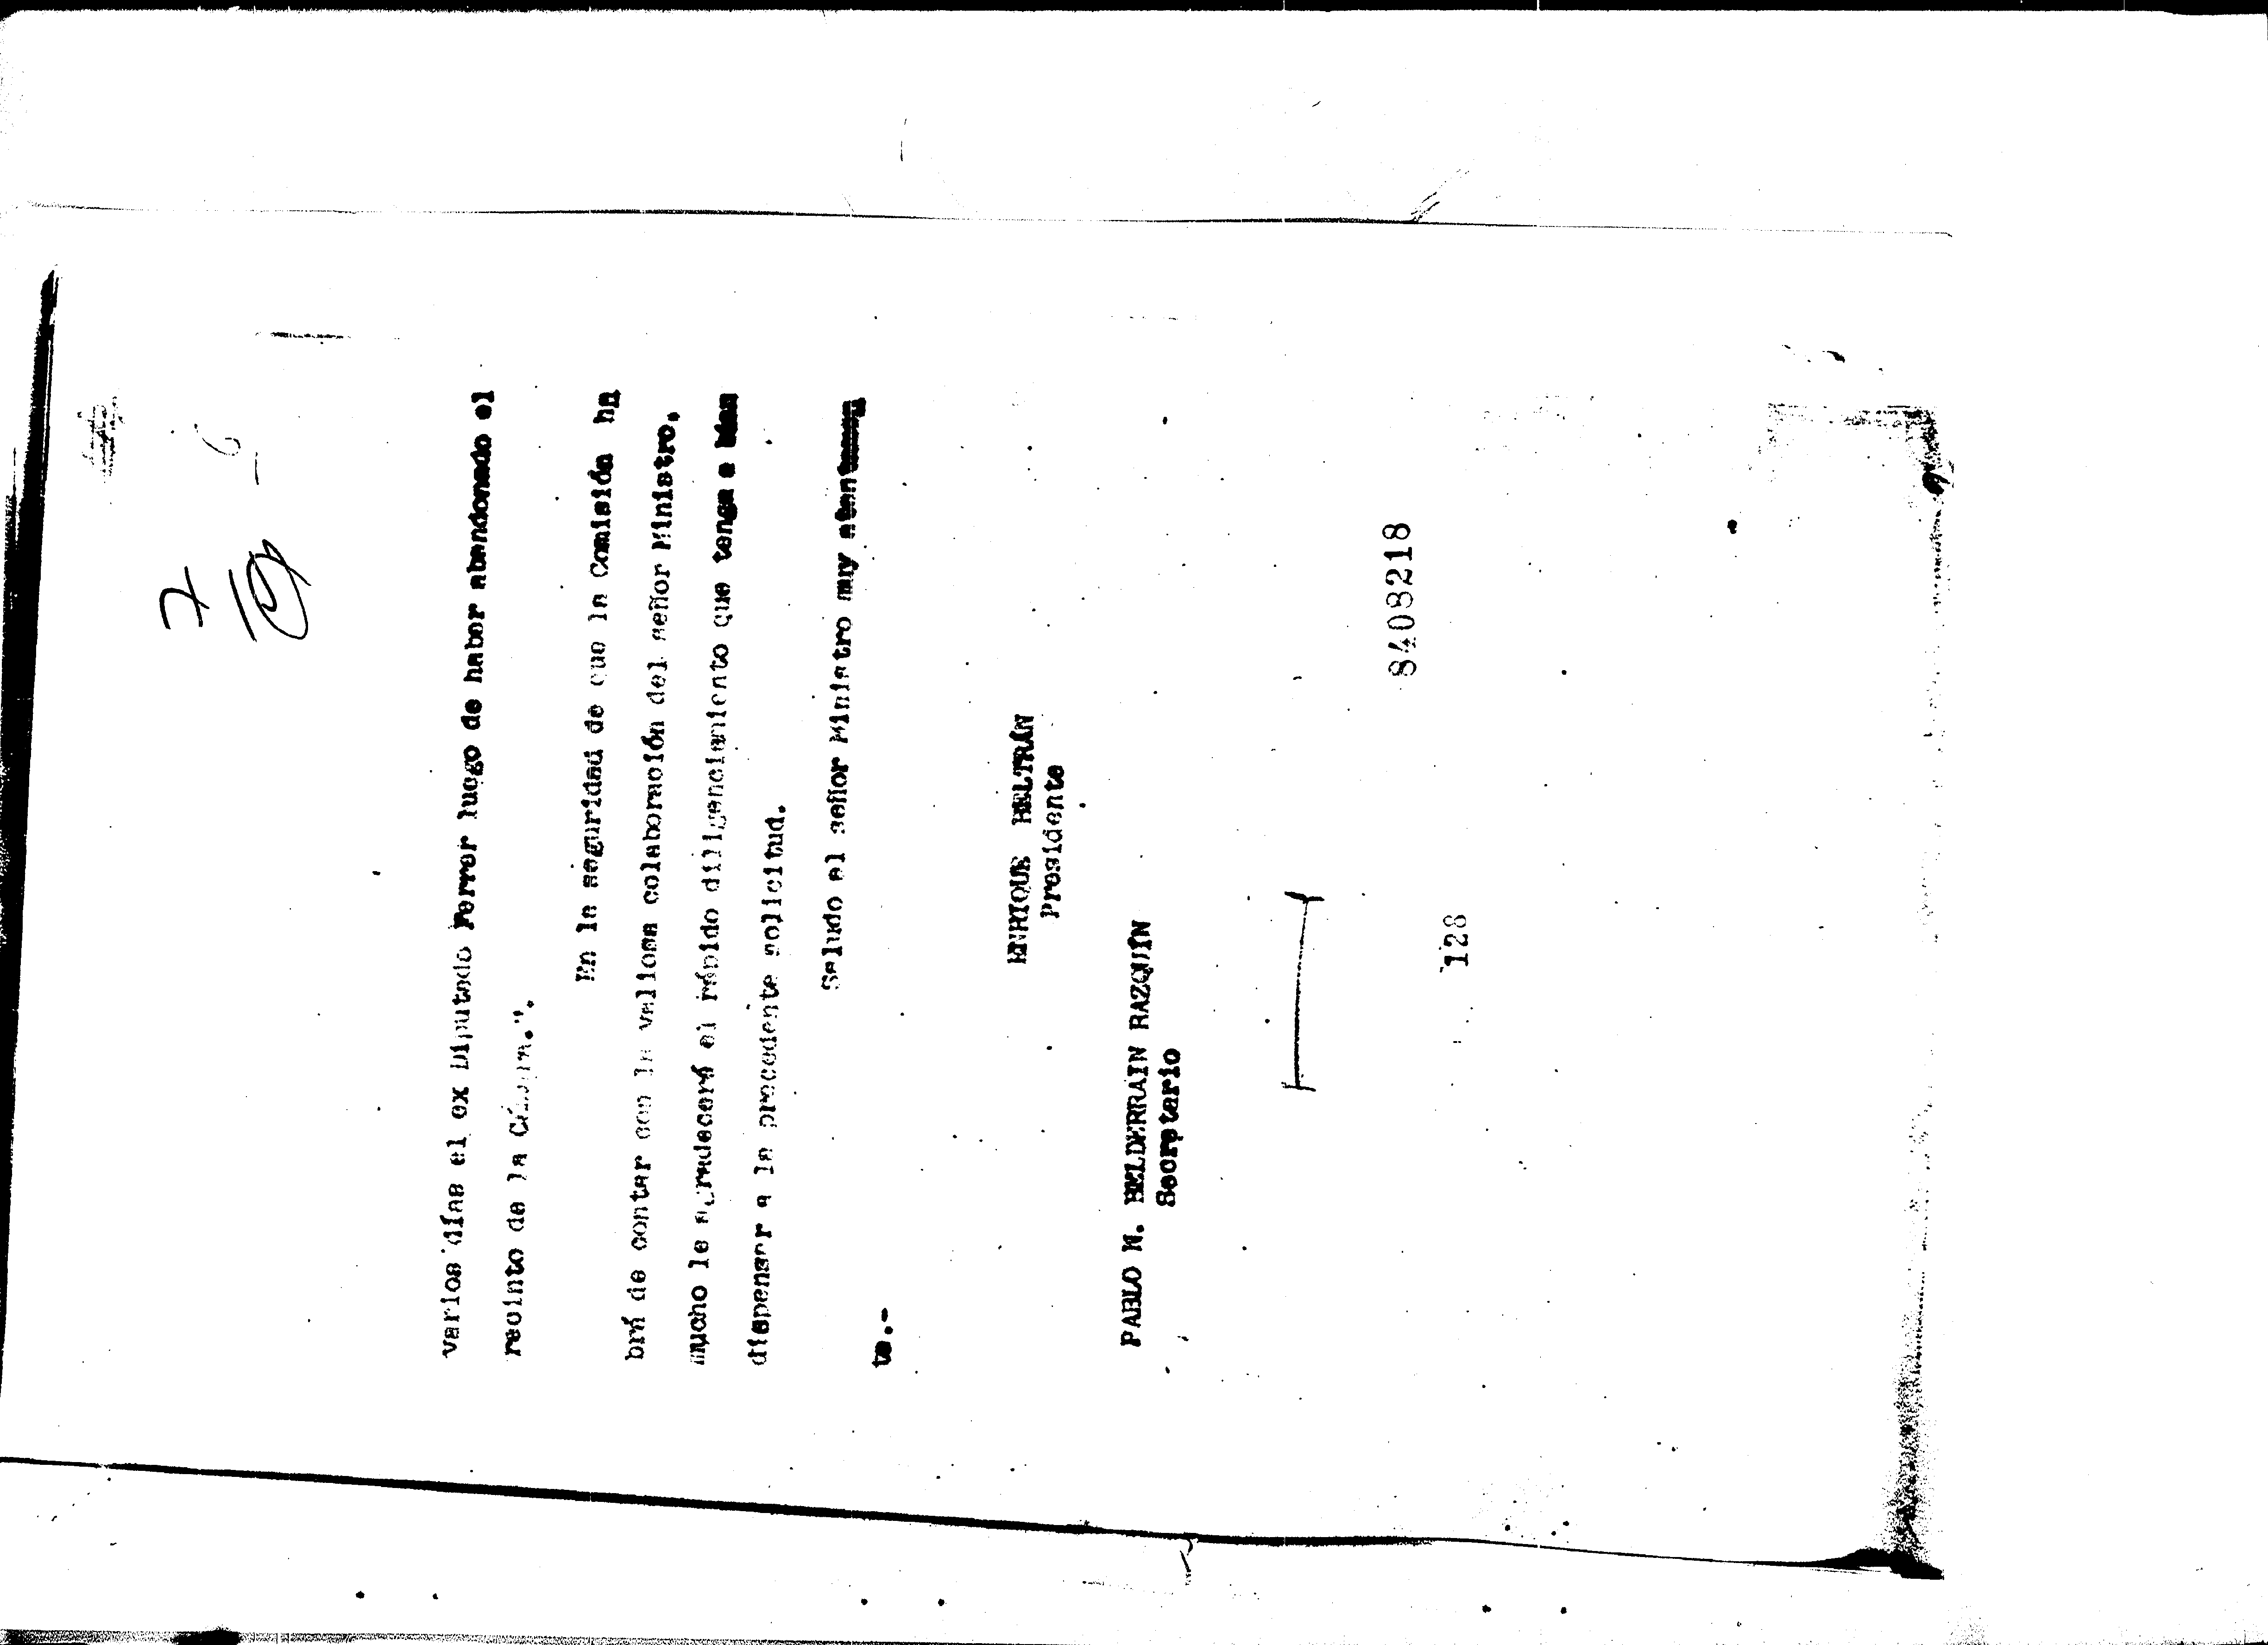 7
varios días el ex Diputado Ferrer luego de haber abandonado el
recinto de la Cámara.".
En la seguridad de que la Comisión ha
brá de contar con la valiosa colaboración del señor Ministro,
mucho le agradecerá el rápido diligenciamiento que tenga a bien
dispensar a la precedente solicitud.
Saludo al señor Ministro muy atentamen
te.-
ENRIQUE BELTRÁN
Presidente
PABLO M. BELDERRAIN RAZQUÍN
Secretario
8408218
128